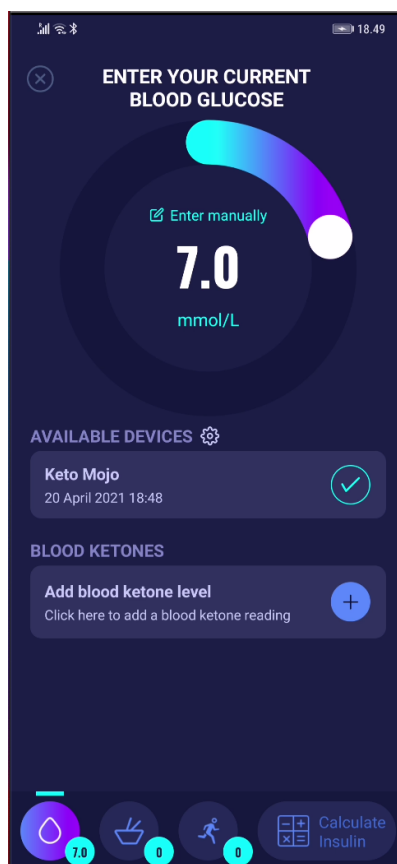 18.49
ENTER YOUR CURRENT
BLOOD GLUCOSE
Enter manually
7.0
mmol/L
AVAILABLE DEVICES
Keto Mojo
20 April 2021 18:48
BLOOD KETONES
Add blood ketone level
Click here to add a blood ketone reading
7.0
0
0
Calculate
Insulin